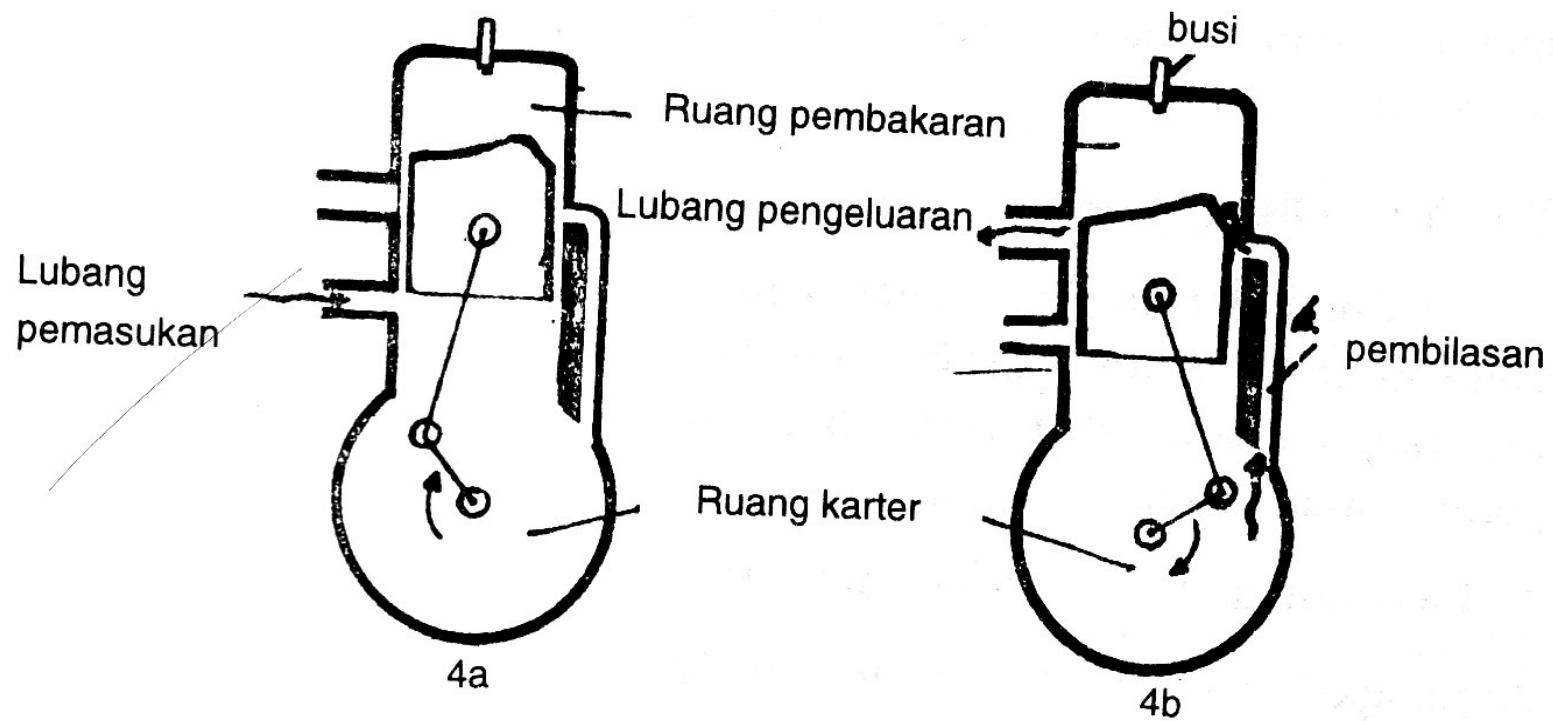 busi
Ruang pembakaran
Lubang pengeluaran
Lubang
pemasukan
pembilasan
Ruang karter
4a
4b